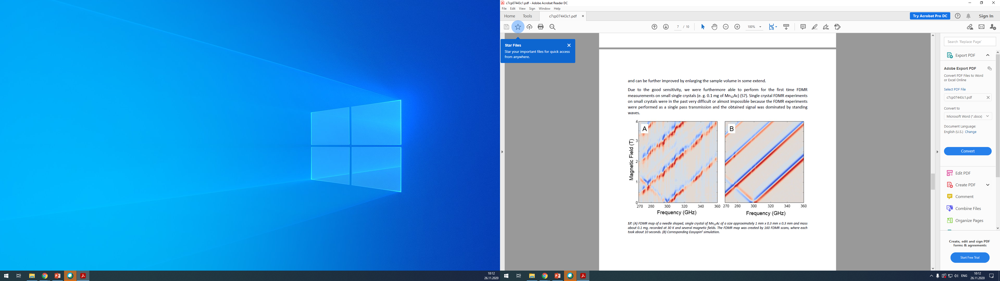 c7cp07443c1.pdf - Adobe Acrobat Reader DC
File Edit View Sign Window Help
Home Tools c7cp07443c1.pdf ×
Try Acrobat Pro DC Sign In
7 / 10 100%
Star Files
Star your important files for quick access
from anywhere.
and can be further improved by enlarging the sample volume in some extend.
Due to the good sensitivity, we were furthermore able to perform for the first time FDMR
measurements on small single crystals (e. g. 0.1 mg of Mn₁₂Ac) (S7). Single crystal FDMR experiments
on small crystals were in the past very difficult or almost impossible because the FDMR experiments
were performed as a single pass transmission and the obtained signal was dominated by standing
waves.
A B
Magnetic Field (T)
4
3
2
1
0
270 280 300 320 340 360 270 280 300 320 340 360
Frequency (GHz) Frequency (GHz)
S7: (A) FDMR map of a needle shaped, single crystal of Mn₁₂Ac of a size approximately 1 mm x 0.3 mm x 0.3 mm and mass
about 0.1 mg, recorded at 30 K and several magnetic fields. The FDMR map was created by 160 FDMR scans, where each
took about 10 seconds. (B) Corresponding Easyspin² simulation.
Search 'Replace Page'
Export PDF
Adobe Export PDF
Convert PDF Files to Word
or Excel Online
Select PDF File
c7cp07443c1.pdf
Convert to
Microsoft Word (*.docx)
Document Language:
English (U.S.) Change
Convert
Edit PDF
Create PDF
Comment
Combine Files
Organize Pages
Create, edit and sign PDF
forms & agreements
Start Free Trial
10:12
26.11.2020
ENG
10:12
26.11.2020